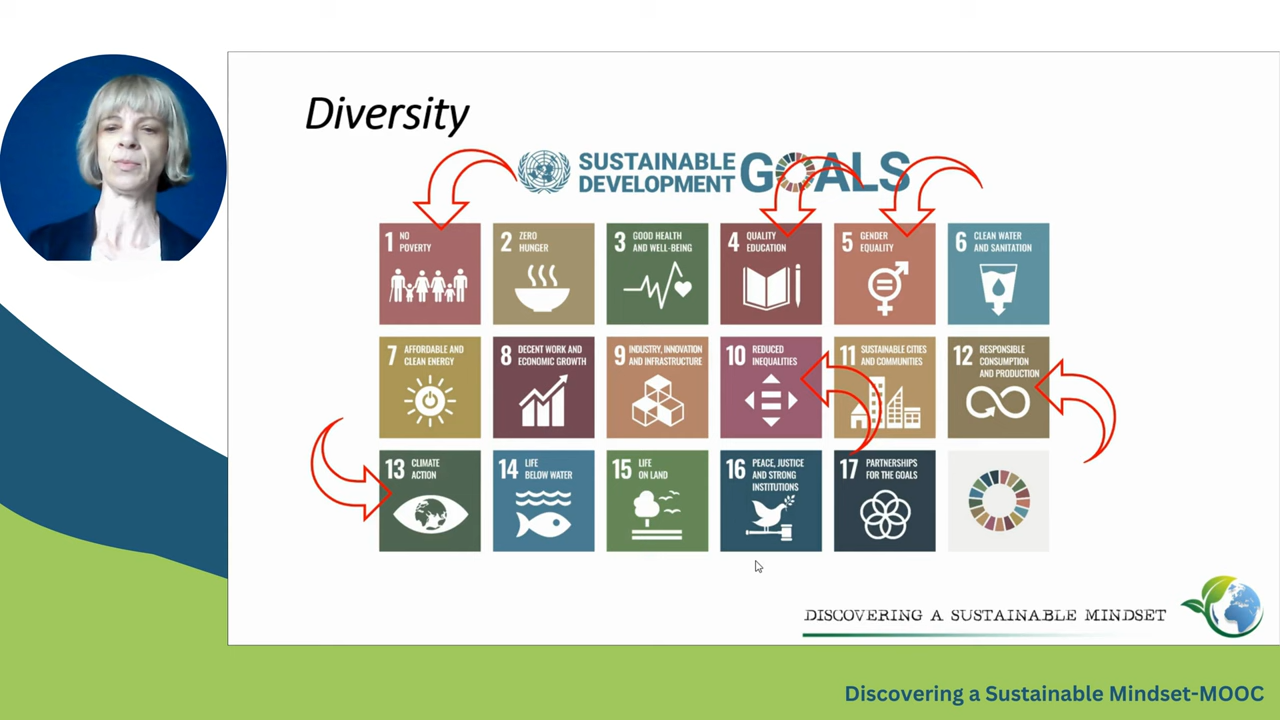 Diversity
SUSTAINABLE
DEVELOPMENT GOALS
1 NO
POVERTY
2 ZERO
HUNGER
3 GOOD HEALTH
AND WELL-BEING
4 QUALITY
EDUCATION
5 GENDER
EQUALITY
6 CLEAN WATER
AND SANITATION
7 AFFORDABLE AND
CLEAN ENERGY
8 DECENT WORK AND
ECONOMIC GROWTH
9 INDUSTRY, INNOVATION
AND INFRASTRUCTURE
10 REDUCED
INEQUALITIES
11 SUSTAINABLE CITIES
AND COMMUNITIES
12 RESPONSIBLE
CONSUMPTION
AND PRODUCTION
13 CLIMATE
ACTION
14 LIFE
BELOW WATER
15 LIFE
ON LAND
16 PEACE, JUSTICE
AND STRONG
INSTITUTIONS
17 PARTNERSHIPS
FOR THE GOALS
DISCOVERING A SUSTAINABLE MINDSET
Discovering a Sustainable Mindset-MOOC